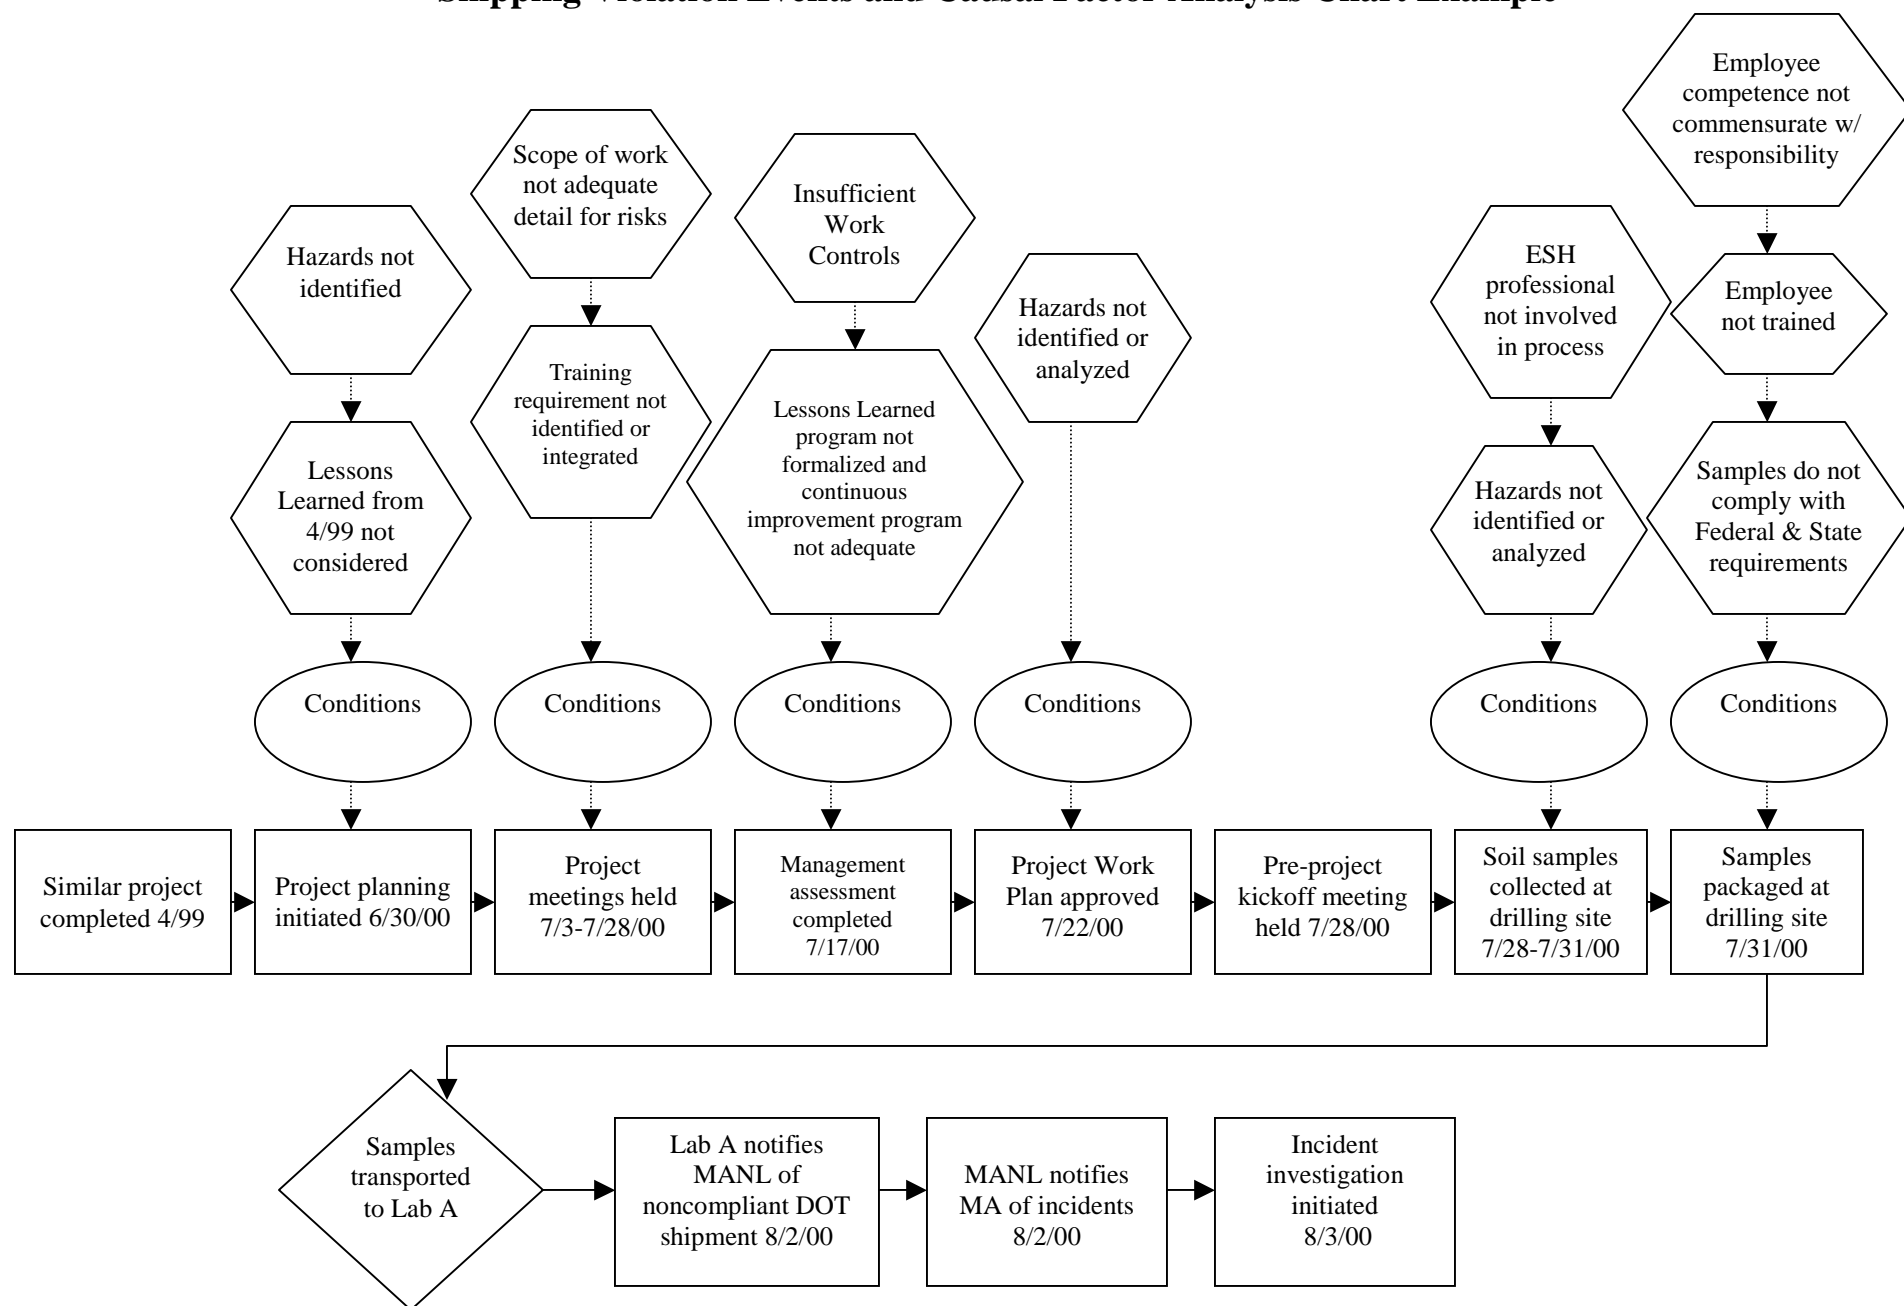 Shipping Violation Events and Causal Factor Analysis Chart Example
Employee
competence not
commensurate w/
responsibility
Scope of work
not adequate
detail for risks
Insufficient
Work
Controls
Hazards not
identified
ESH
professional
not involved
in process
Employee
not trained
Hazards not
identified or
analyzed
Training
requirement not
identified or
integrated
Lessons Learned
program not
formalized and
continuous
improvement program
not adequate
Lessons
Learned from
4/99 not
considered
Hazards not
identified or
analyzed
Samples do not
comply with
Federal & State
requirements
Conditions
Conditions
Conditions
Conditions
Conditions
Conditions
Similar project
completed 4/99
Project planning
initiated 6/30/00
Project
meetings held
7/3-7/28/00
Management
assessment
completed
7/17/00
Project Work
Plan approved
7/22/00
Pre-project
kickoff meeting
held 7/28/00
Soil samples
collected at
drilling site
7/28-7/31/00
Samples
packaged at
drilling site
7/31/00
Samples
transported
to Lab A
Lab A notifies
MANL of
noncompliant DOT
shipment 8/2/00
MANL notifies
MA of incidents
8/2/00
Incident
investigation
initiated
8/3/00